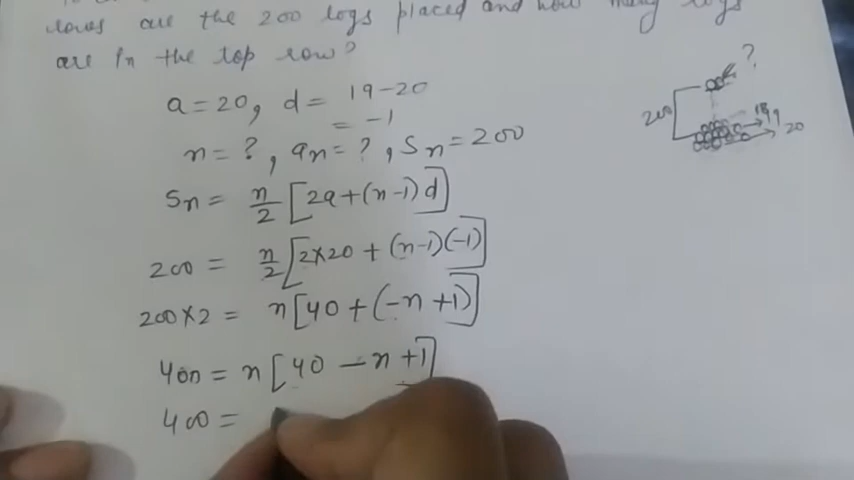 rows are the 200 logs placed and how many logs
are in the top row?
a = 20, d = 19-20
= -1
n = ?, an = ?, Sn = 200
Sn = n/2 [2a+(n-1)d]
200 = n/2 [2×20 + (n-1)(-1)]
200×2 = n[40 + (-n+1)]
400 = n[40 - n+1]
400 =
?
200
18
19
20